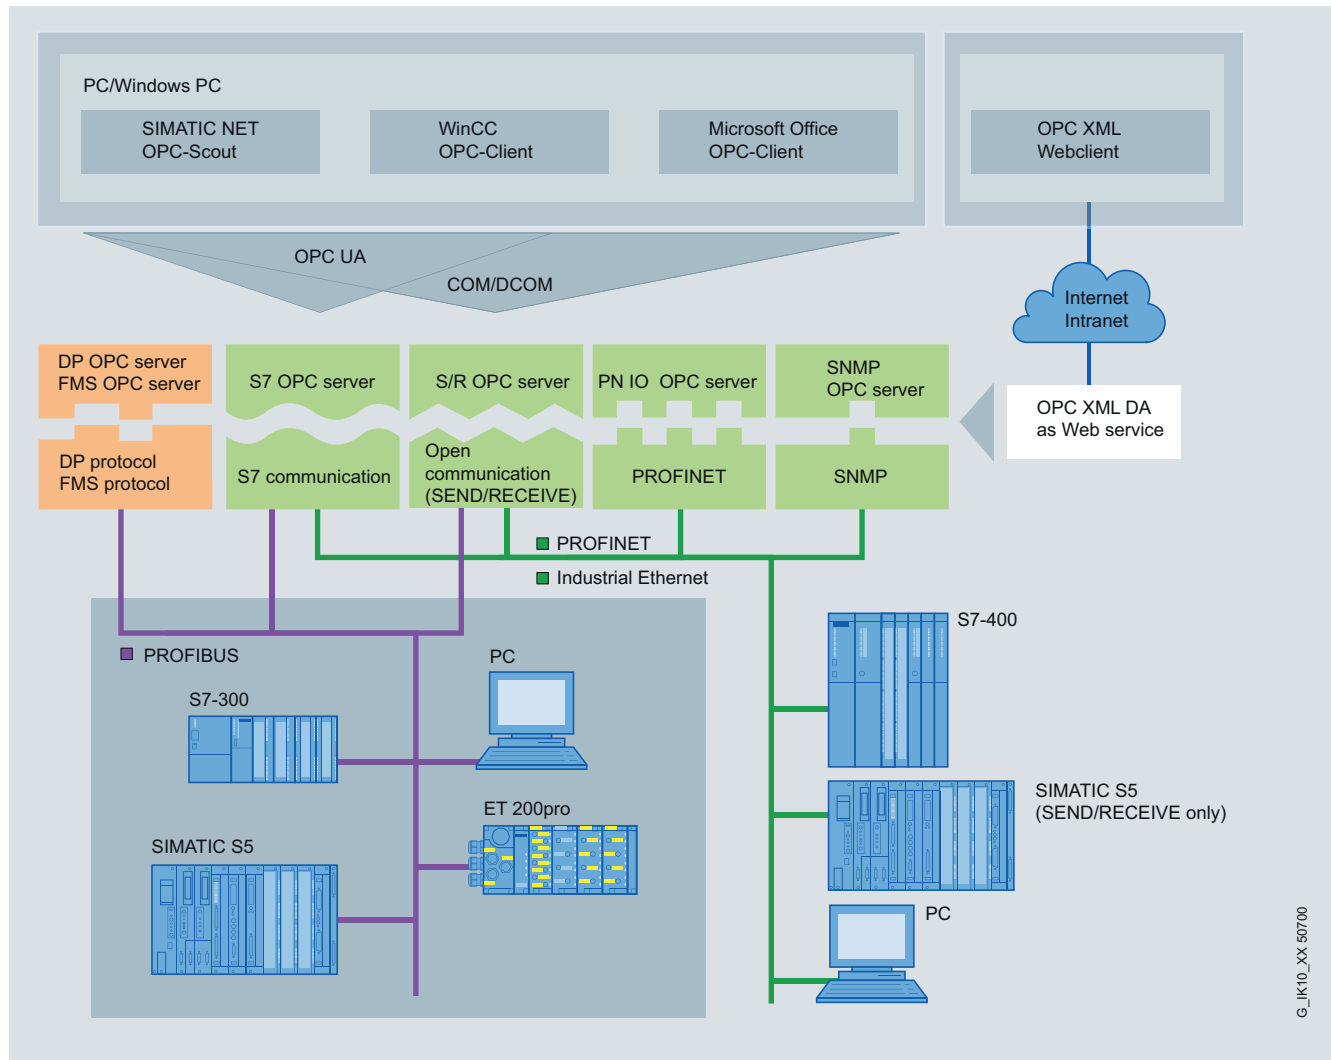 PC/Windows PC
SIMATIC NET
OPC-Scout
WinCC
OPC-Client
Microsoft Office
OPC-Client
OPC XML
Webclient
OPC UA
COM/DCOM
Internet
Intranet
DP OPC server
FMS OPC server
S7 OPC server
S/R OPC server
PN IO OPC server
SNMP
OPC server
OPC XML DA
as Web service
DP protocol
FMS protocol
S7 communication
Open
communication
(SEND/RECEIVE)
PROFINET
SNMP
PROFINET
Industrial Ethernet
PROFIBUS
S7-300
PC
ET 200pro
SIMATIC S5
S7-400
SIMATIC S5
(SEND/RECEIVE only)
PC
G_IK10_XX 50700